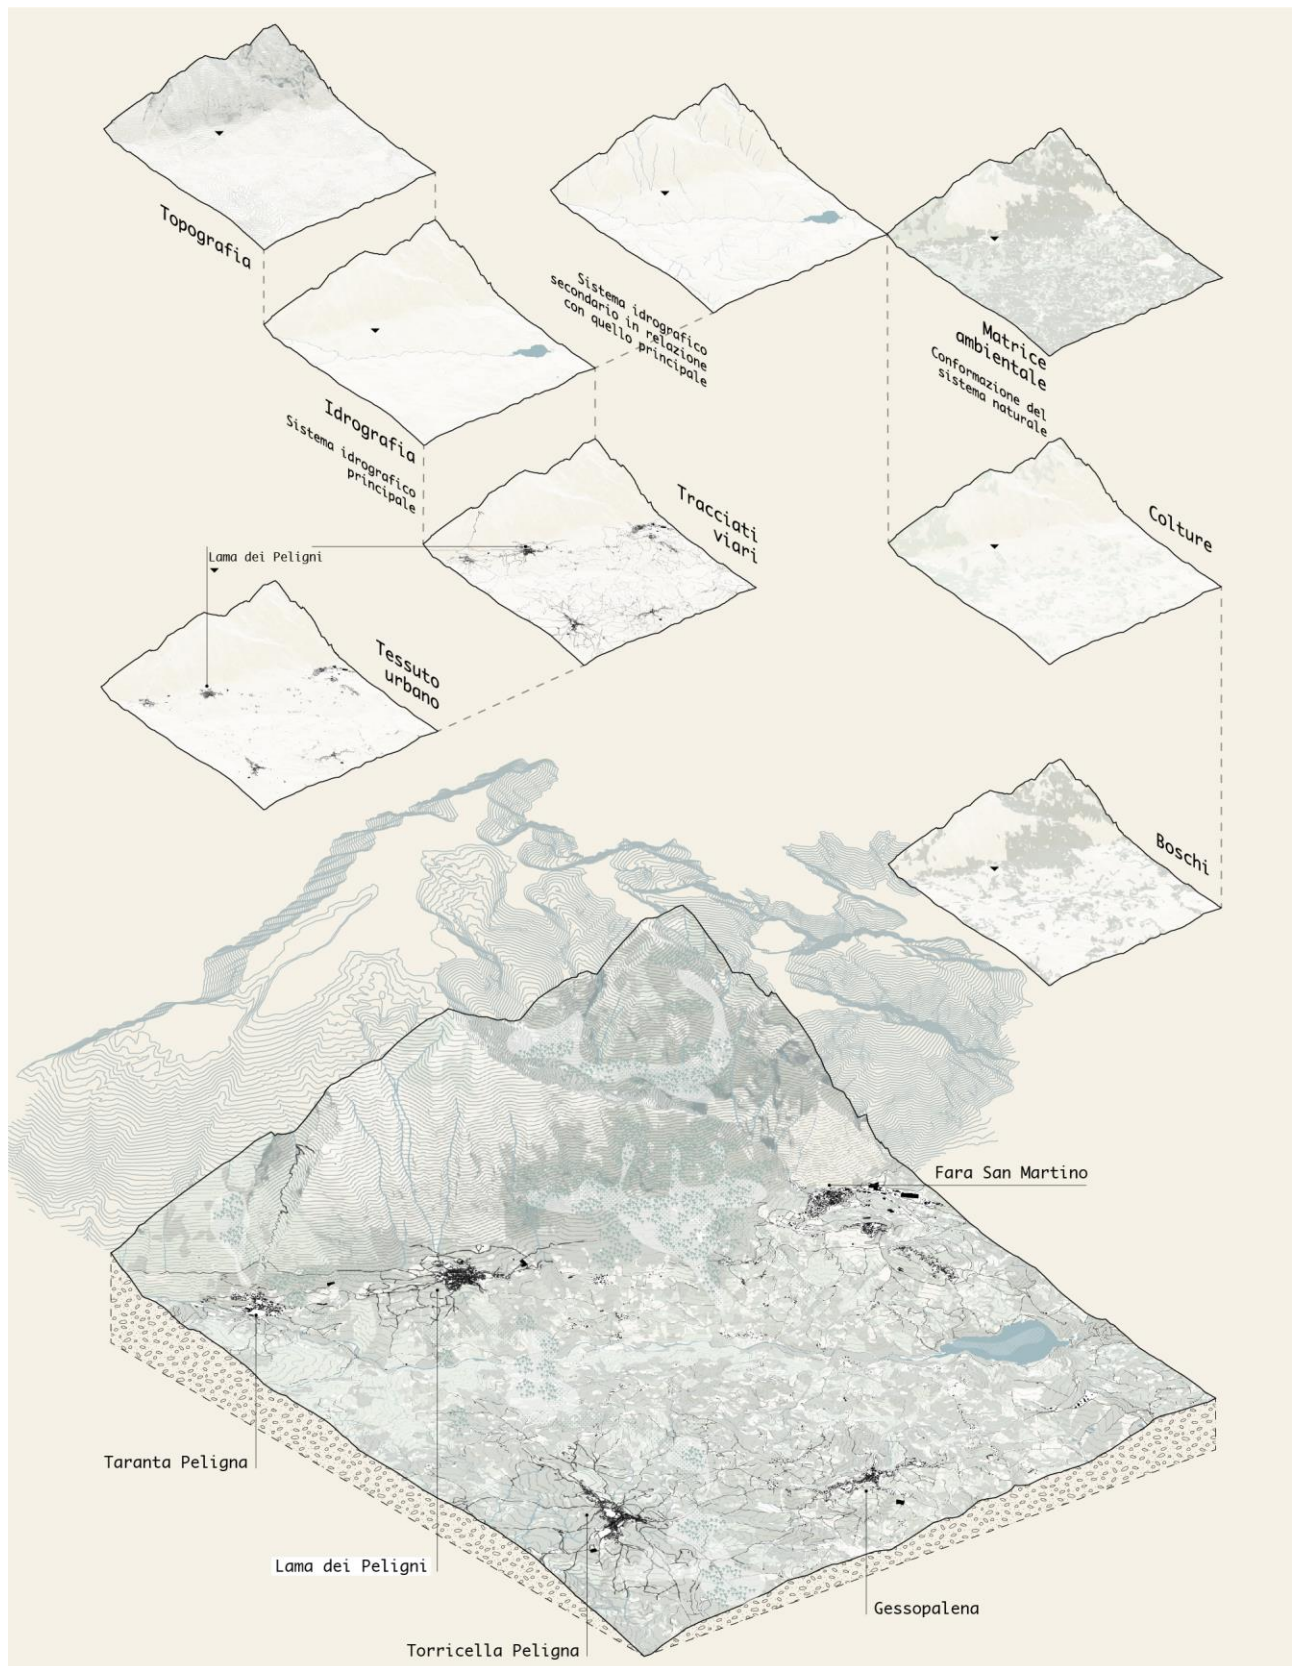 Topografia
Sistema idrografico
secondario in relazione
con quello principale
Matrice
ambientale
Conformazione del
sistema naturale
Idrografia
Sistema idrografico
principale
Tracciati
viari
Colture
Lama dei Peligni
Tessuto
urbano
Boschi
Fara San Martino
Taranta Peligna
Lama dei Peligni
Gessopalena
Torricella Peligna